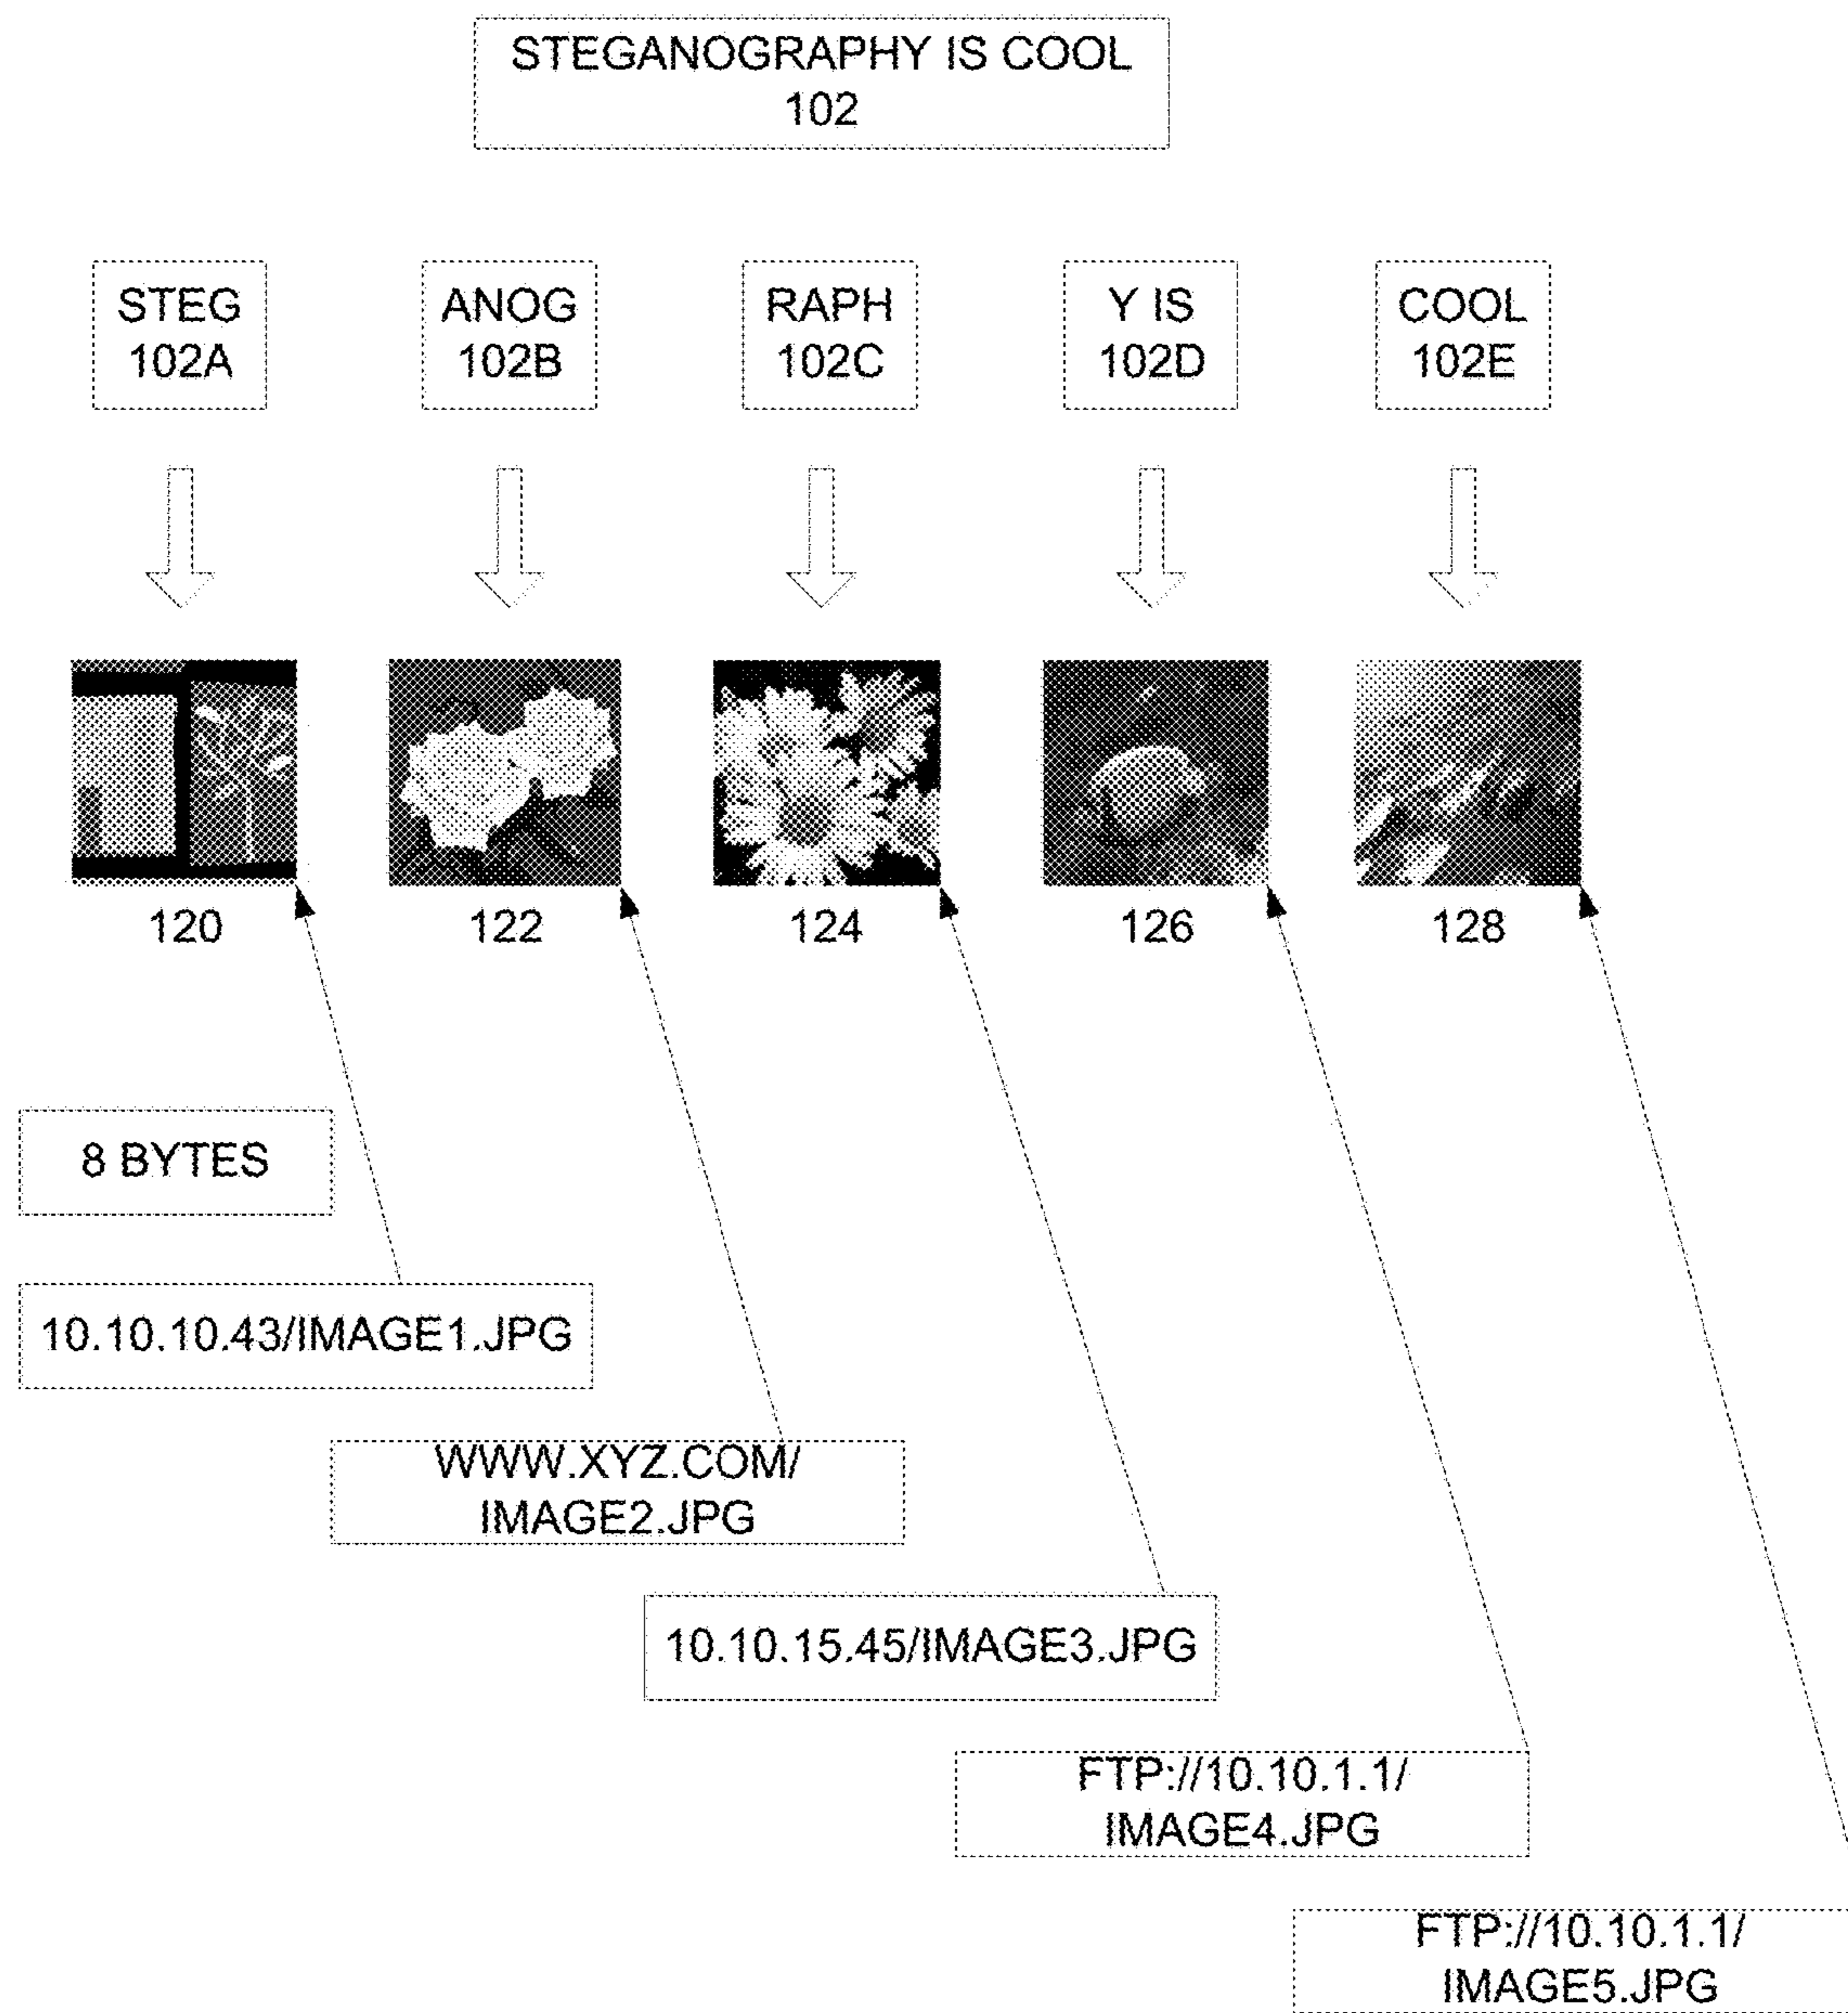 STEGANOGRAPHY IS COOL
102
STEG
102A
ANOG
102B
RAPH
102C
Y IS
102D
COOL
102E
120
122
124
126
128
8 BYTES
10.10.10.43/IMAGE1.JPG
WWW.XYZ.COM/
IMAGE2.JPG
10.10.15.45/IMAGE3.JPG
FTP://10.10.1.1/
IMAGE4.JPG
FTP://10.10.1.1/
IMAGE5.JPG